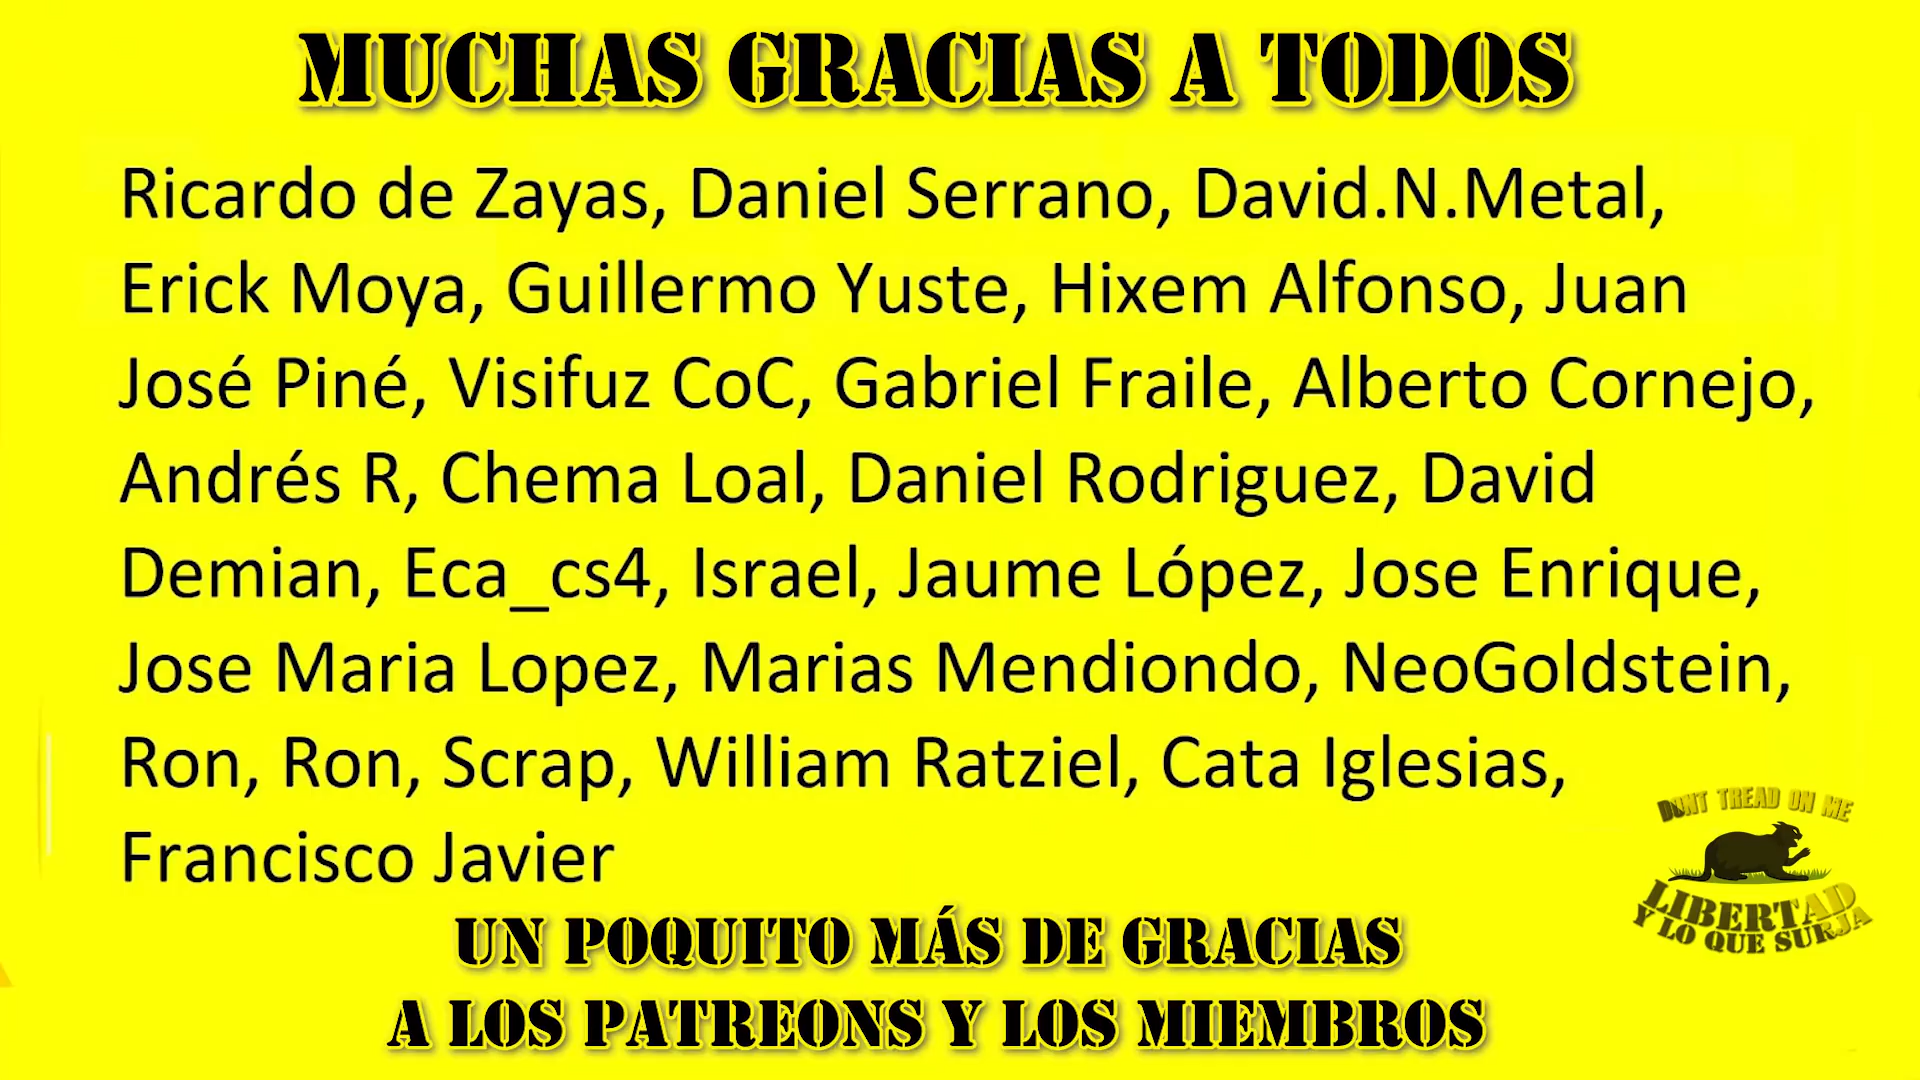 MUCHAS GRACIAS A TODOS
Ricardo de Zayas, Daniel Serrano, David.N.Metal,
Erick Moya, Guillermo Yuste, Hixem Alfonso, Juan
José Piné, Visifuz CoC, Gabriel Fraile, Alberto Cornejo,
Andrés R, Chema Loal, Daniel Rodriguez, David
Demian, Eca_cs4, Israel, Jaume López, Jose Enrique,
Jose Maria Lopez, Marias Mendiondo, NeoGoldstein,
Ron, Ron, Scrap, William Ratziel, Cata Iglesias,
Francisco Javier
DONT TREAD ON ME
LIBERTAD
Y LO QUE SURJA
UN POQUITO MÁS DE GRACIAS
A LOS PATREONS Y LOS MIEMBROS